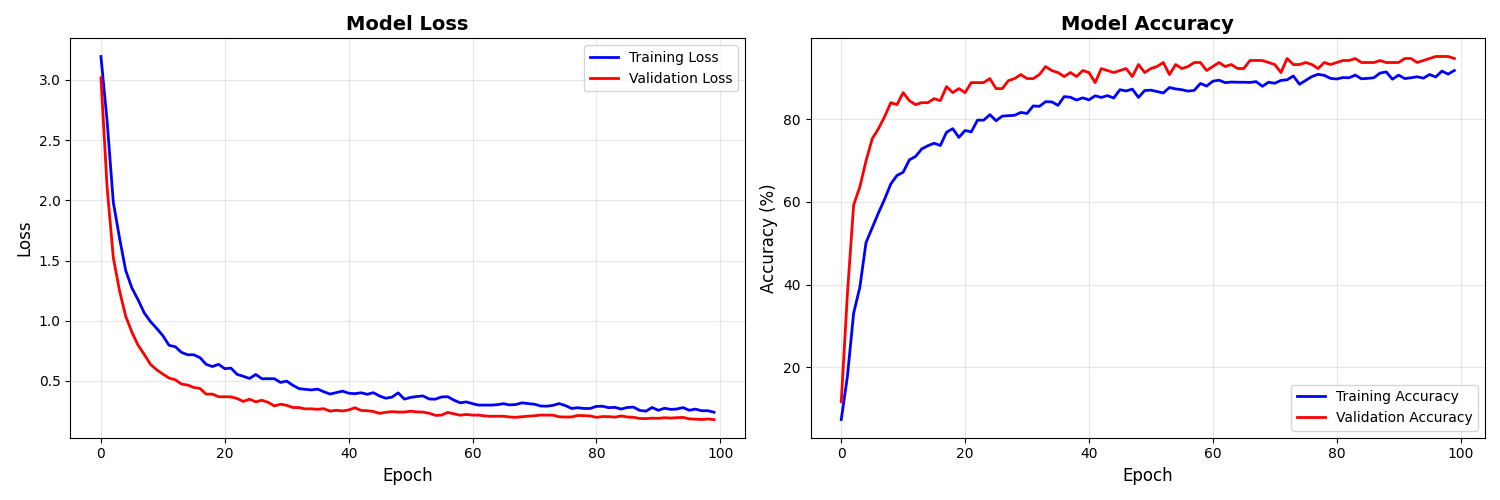 Model Loss
Training Loss
Validation Loss
3.0
2.5
2.0
1.5
1.0
0.5
Loss
0 20 40 60 80 100
Epoch
Model Accuracy
80
60
40
20
Accuracy (%)
Training Accuracy
Validation Accuracy
0 20 40 60 80 100
Epoch